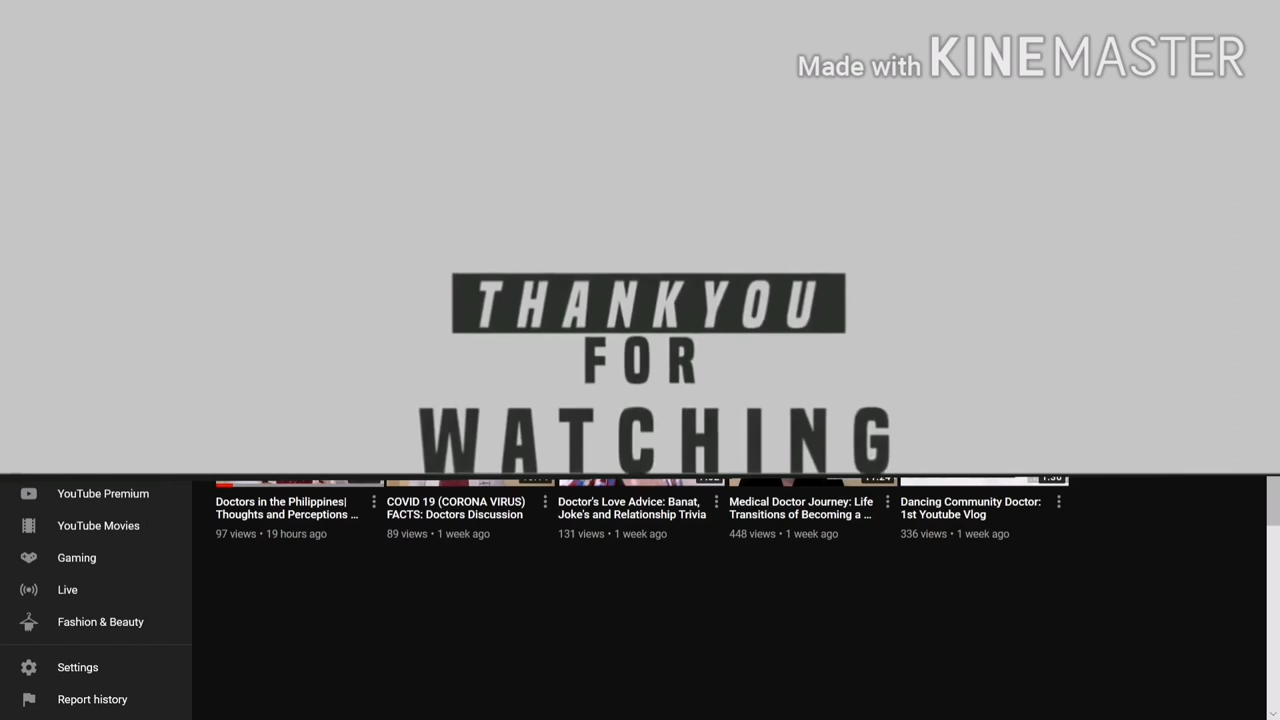 Made with KINEMASTER
THANKYOU
FOR
WATCHING
YouTube Premium
YouTube Movies
Gaming
Live
Fashion & Beauty
Settings
Report history
Doctors in the Philippines|
Thoughts and Perceptions ...
97 views • 19 hours ago
COVID 19 (CORONA VIRUS)
FACTS: Doctors Discussion
89 views • 1 week ago
Doctor's Love Advice: Banat,
Joke's and Relationship Trivia
131 views • 1 week ago
Medical Doctor Journey: Life
Transitions of Becoming a ...
448 views • 1 week ago
Dancing Community Doctor:
1st Youtube Vlog
336 views • 1 week ago